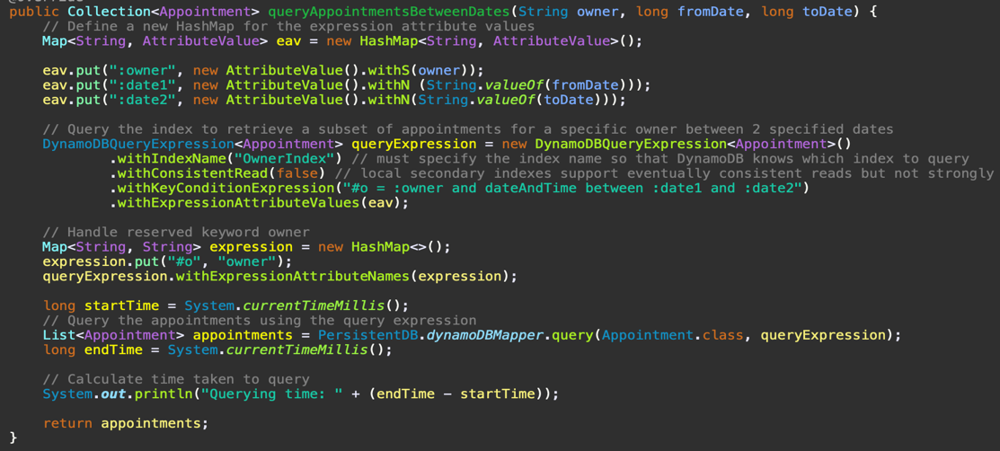 public Collection<Appointment> queryAppointmentsBetweenDates(String owner, long fromDate, long toDate) {
    // Define a new HashMap for the expression attribute values
    Map<String, AttributeValue> eav = new HashMap<String, AttributeValue>();

    eav.put(":owner", new AttributeValue().withS(owner));
    eav.put(":date1", new AttributeValue().withN (String.valueOf(fromDate)));
    eav.put(":date2", new AttributeValue().withN(String.valueOf(toDate)));

    // Query the index to retrieve a subset of appointments for a specific owner between 2 specified dates
    DynamoDBQueryExpression<Appointment> queryExpression = new DynamoDBQueryExpression<Appointment>()
            .withIndexName("OwnerIndex") // must specify the index name so that DynamoDB knows which index to query
            .withConsistentRead(false) // local secondary indexes support eventually consistent reads but not strongly
            .withKeyConditionExpression("#o = :owner and dateAndTime between :date1 and :date2")
            .withExpressionAttributeValues(eav);

    // Handle reserved keyword owner
    Map<String, String> expression = new HashMap<>();
    expression.put("#o", "owner");
    queryExpression.withExpressionAttributeNames(expression);

    long startTime = System.currentTimeMillis();
    // Query the appointments using the query expression
    List<Appointment> appointments = PersistentDB.dynamoDBMapper.query(Appointment.class, queryExpression);
    long endTime = System.currentTimeMillis();

    // Calculate time taken to query
    System.out.println("Querying time: " + (endTime - startTime));

    return appointments;
}